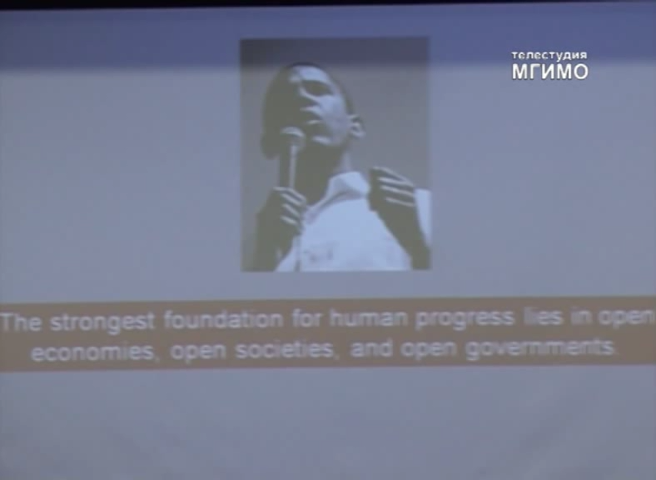 телестудия
МГИМО
The strongest foundation for human progress lies in open
economies, open societies, and open governments.